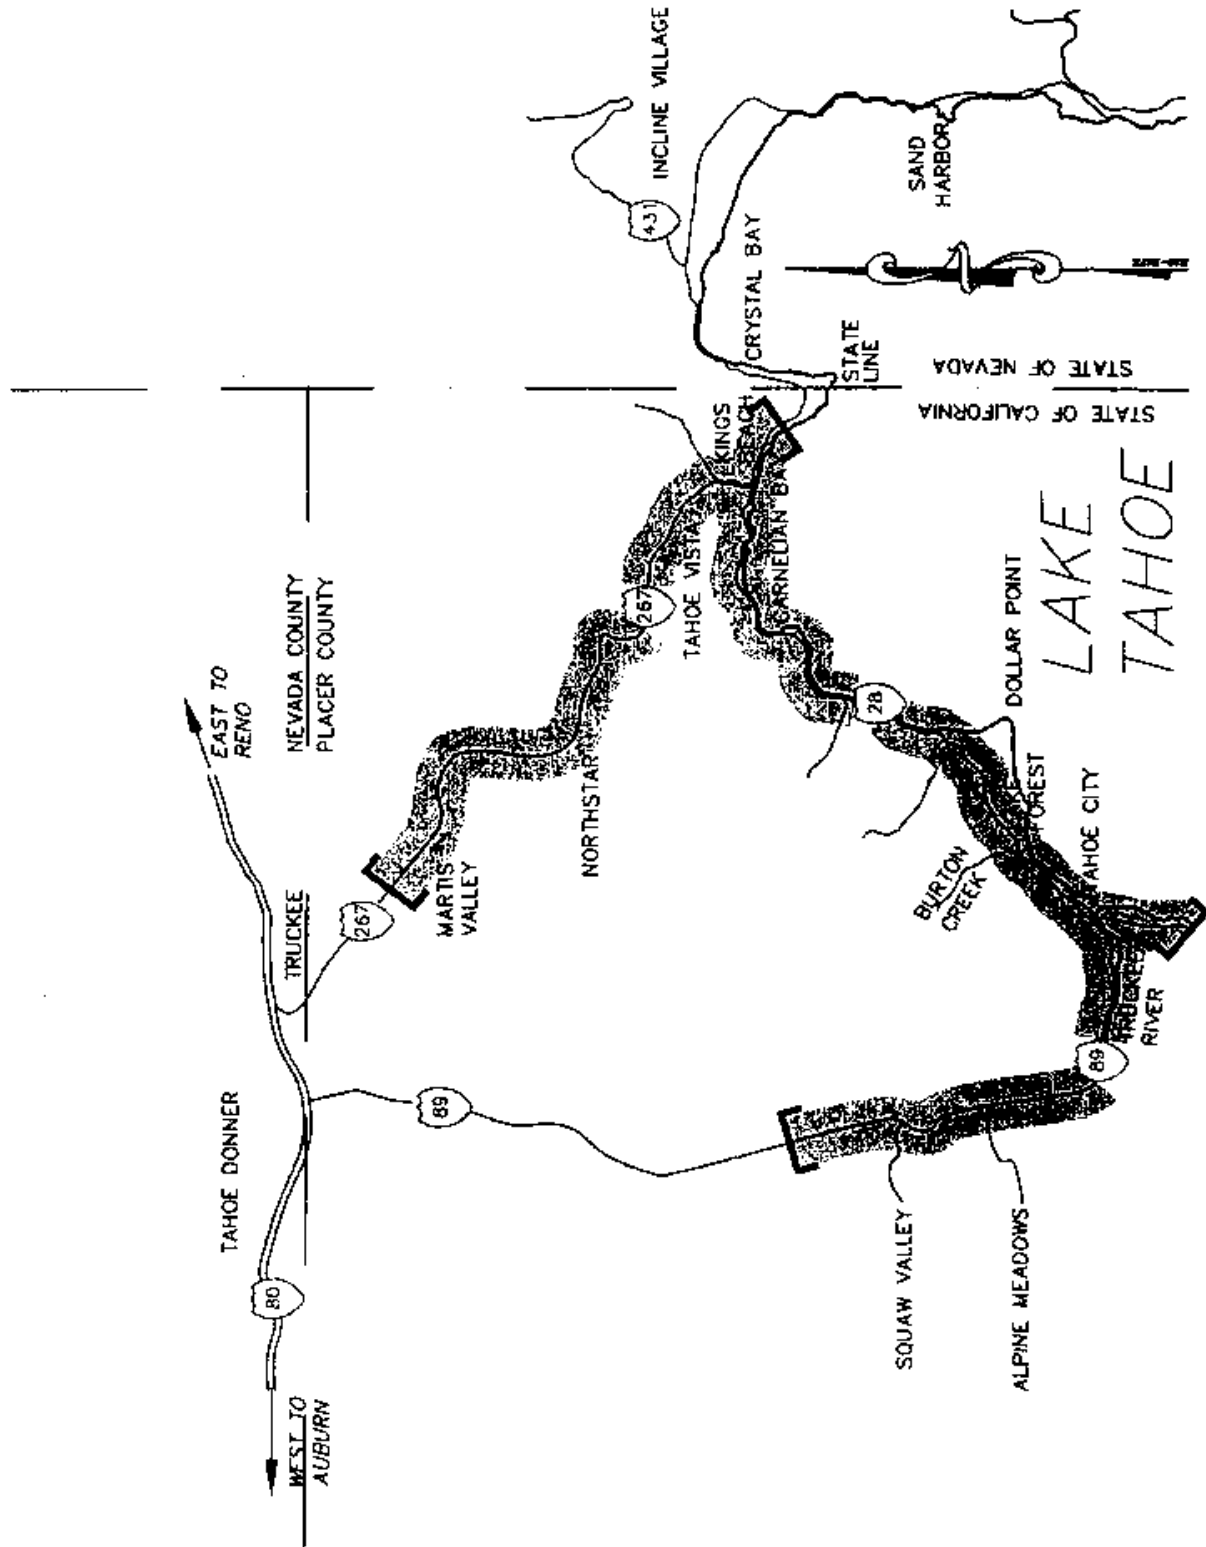 WEST TO
AUBURN
80
TAHOE DONNER
TRUCKEE
EAST TO
RENO
NEVADA COUNTY
PLACER COUNTY
267
89
MARTIS
VALLEY
NORTHSTAR
267
TAHOE VISTA
KINGS
BEACH
CARNELIAN BAY
28
DOLLAR POINT
BURTON
CREEK
FOREST
TAHOE CITY
TRUCKEE
RIVER
89
SQUAW VALLEY
ALPINE MEADOWS
431
INCLINE VILLAGE
CRYSTAL BAY
STATE
LINE
SAND
HARBOR
STATE OF NEVADA
STATE OF CALIFORNIA
LAKE
TAHOE